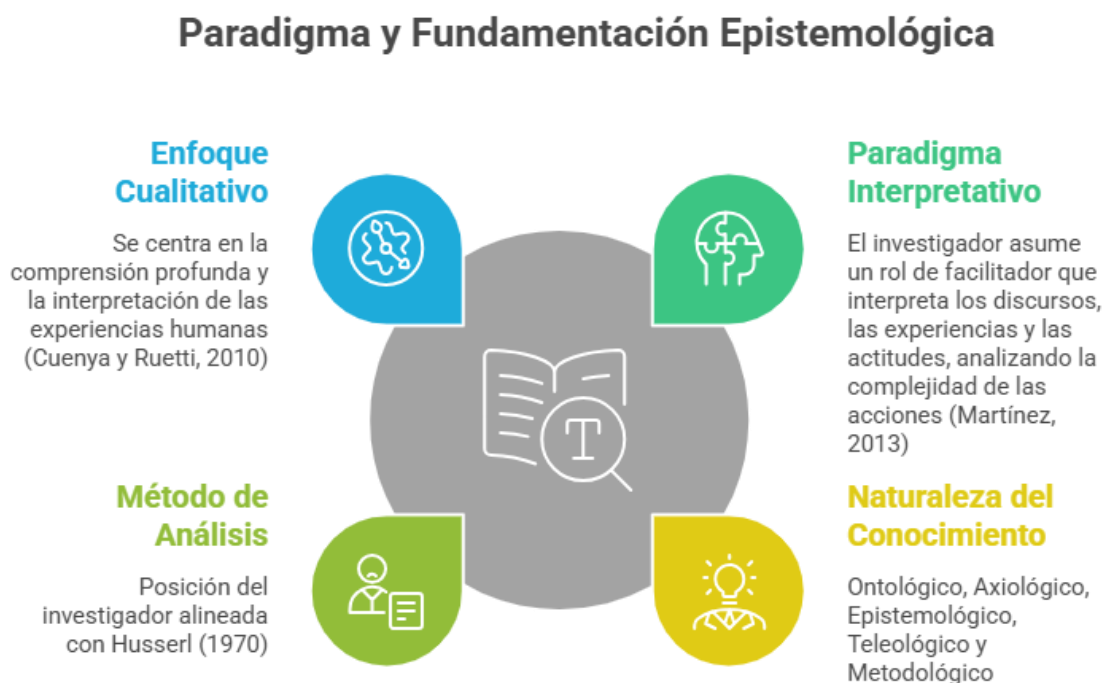 Paradigma y Fundamentación Epistemológica
Enfoque
Cualitativo
Se centra en la
comprensión profunda y
la interpretación de las
experiencias humanas
(Cuenya y Ruetti, 2010)
Paradigma
Interpretativo
El investigador asume
un rol de facilitador que
interpreta los discursos,
las experiencias y las
actitudes, analizando la
complejidad de las
acciones (Martínez,
2013)
T
Método de
Análisis
Posición del
investigador alineada
con Husserl (1970)
Naturaleza del
Conocimiento
Ontológico, Axiológico,
Epistemológico,
Teleológico y
Metodológico